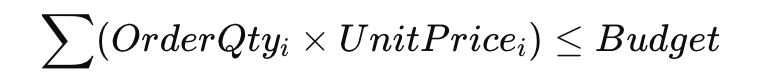 ∑(OrderQtyᵢ × UnitPriceᵢ) ≤ Budget